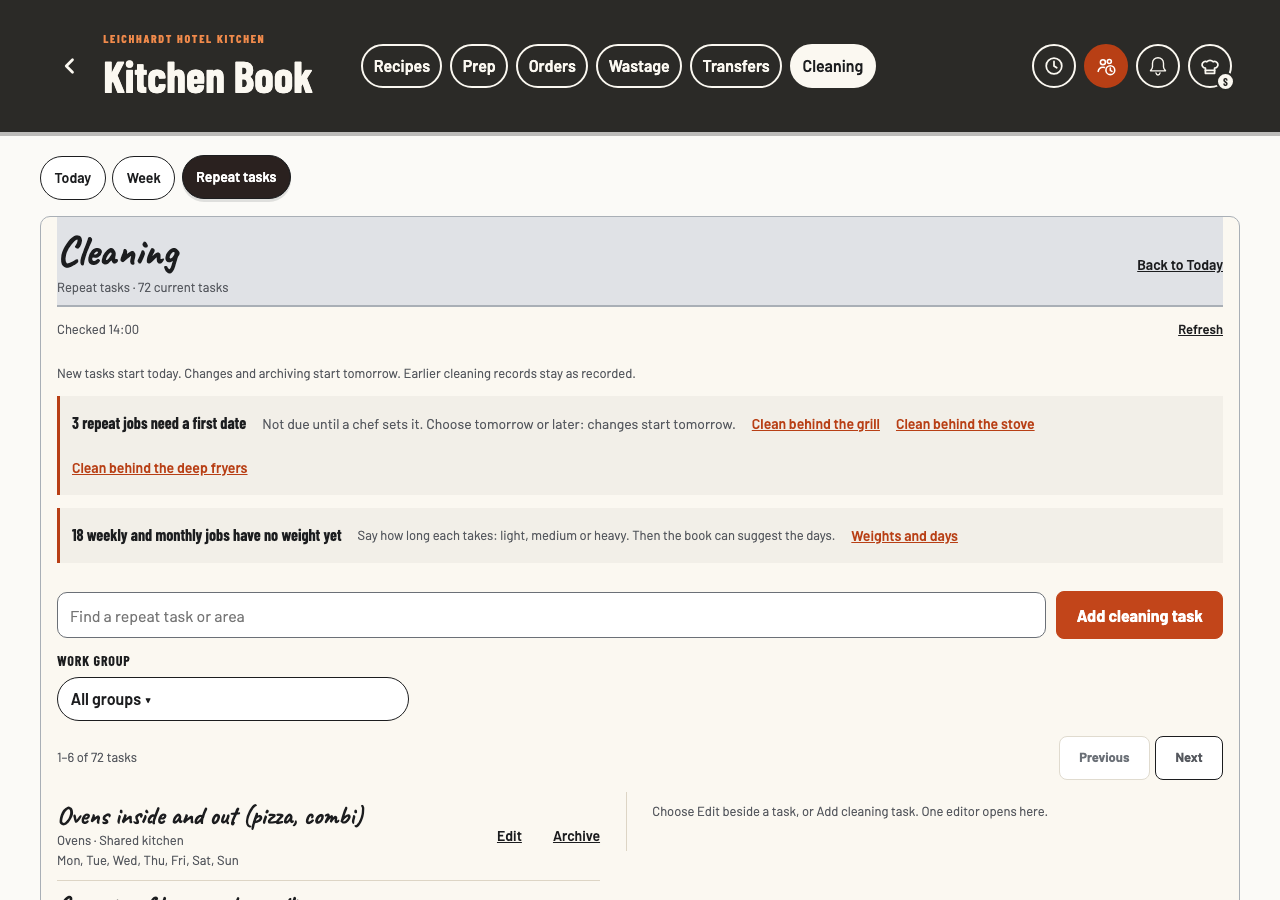 LEICHHARDT HOTEL KITCHEN
Kitchen Book
Recipes
Prep
Orders
Wastage
Transfers
Cleaning
S
Today
Week
Repeat tasks
Cleaning
Repeat tasks · 72 current tasks
Back to Today
Checked 14:00
Refresh
New tasks start today. Changes and archiving start tomorrow. Earlier cleaning records stay as recorded.
3 repeat jobs need a first date Not due until a chef sets it. Choose tomorrow or later: changes start tomorrow. Clean behind the grill Clean behind the stove
Clean behind the deep fryers
18 weekly and monthly jobs have no weight yet Say how long each takes: light, medium or heavy. Then the book can suggest the days. Weights and days
Find a repeat task or area
Add cleaning task
WORK GROUP
All groups ▾
1–6 of 72 tasks
Previous
Next
Ovens inside and out (pizza, combi)
Ovens · Shared kitchen
Mon, Tue, Wed, Thu, Fri, Sat, Sun
Edit
Archive
Choose Edit beside a task, or Add cleaning task. One editor opens here.